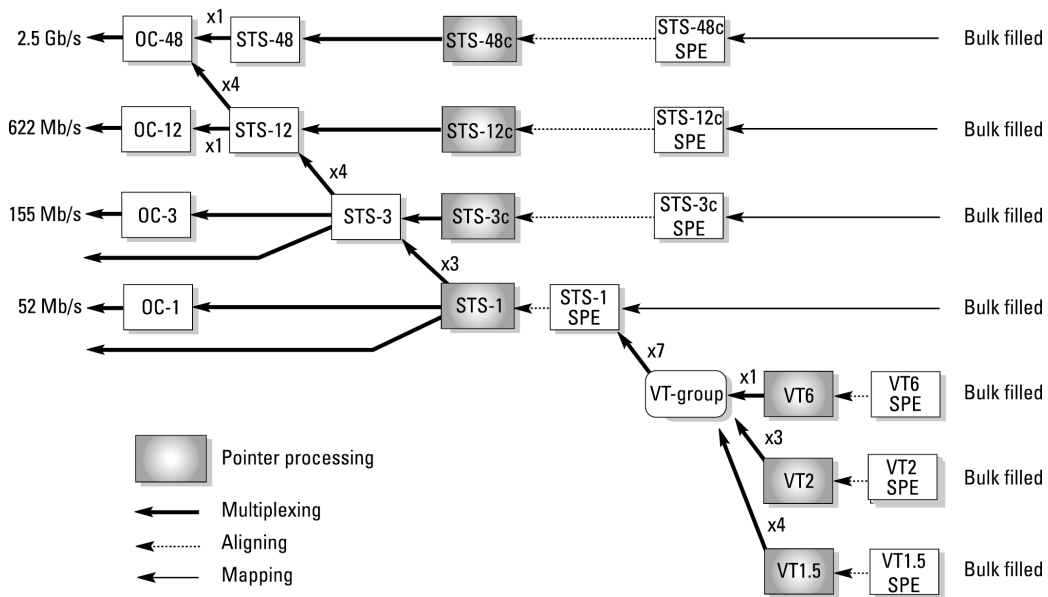 2.5 Gb/s OC-48 x1 STS-48 STS-48c STS-48c Bulk filled
SPE
x4
622 Mb/s OC-12 x1 STS-12 STS-12c STS-12c Bulk filled
SPE
x4
155 Mb/s OC-3 STS-3 STS-3c STS-3c Bulk filled
SPE
x3
52 Mb/s OC-1 STS-1 STS-1 Bulk filled
SPE
x7
VT-group x1 VT6 VT6 Bulk filled
SPE
x3
VT2 VT2 Bulk filled
SPE
x4
VT1.5 VT1.5 Bulk filled
SPE
Pointer processing
Multiplexing
Aligning
Mapping